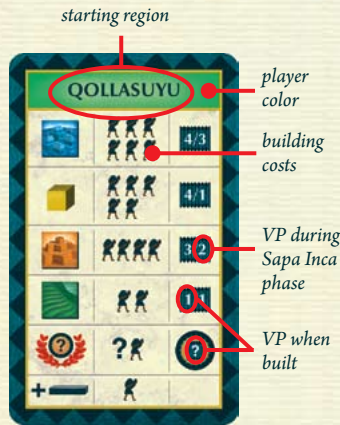 starting region
QOLLASUYU
player
color
4/3
building
costs
4/1
3 2
VP during
Sapa Inca
phase
1 1
? ?
?
VP when
built
+